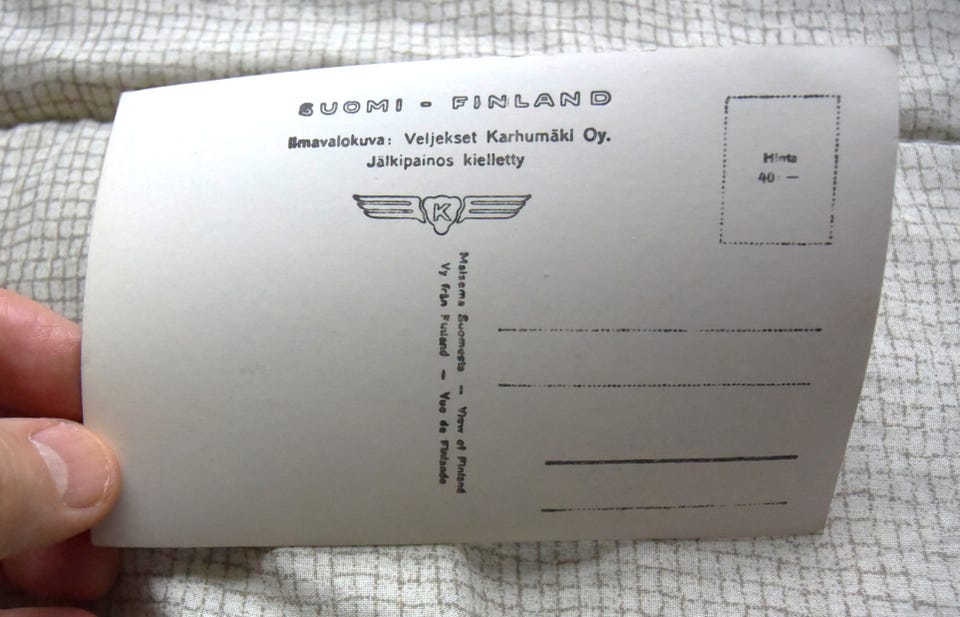 SUOMI - FINLAND
Ilmavalokuva: Veljekset Karhumäki Oy.
Jälkipainos kielletty
K
Hinta
40:—
Maisema Suomesta — View of Finland
Vy från Finland — Vue de Finlande